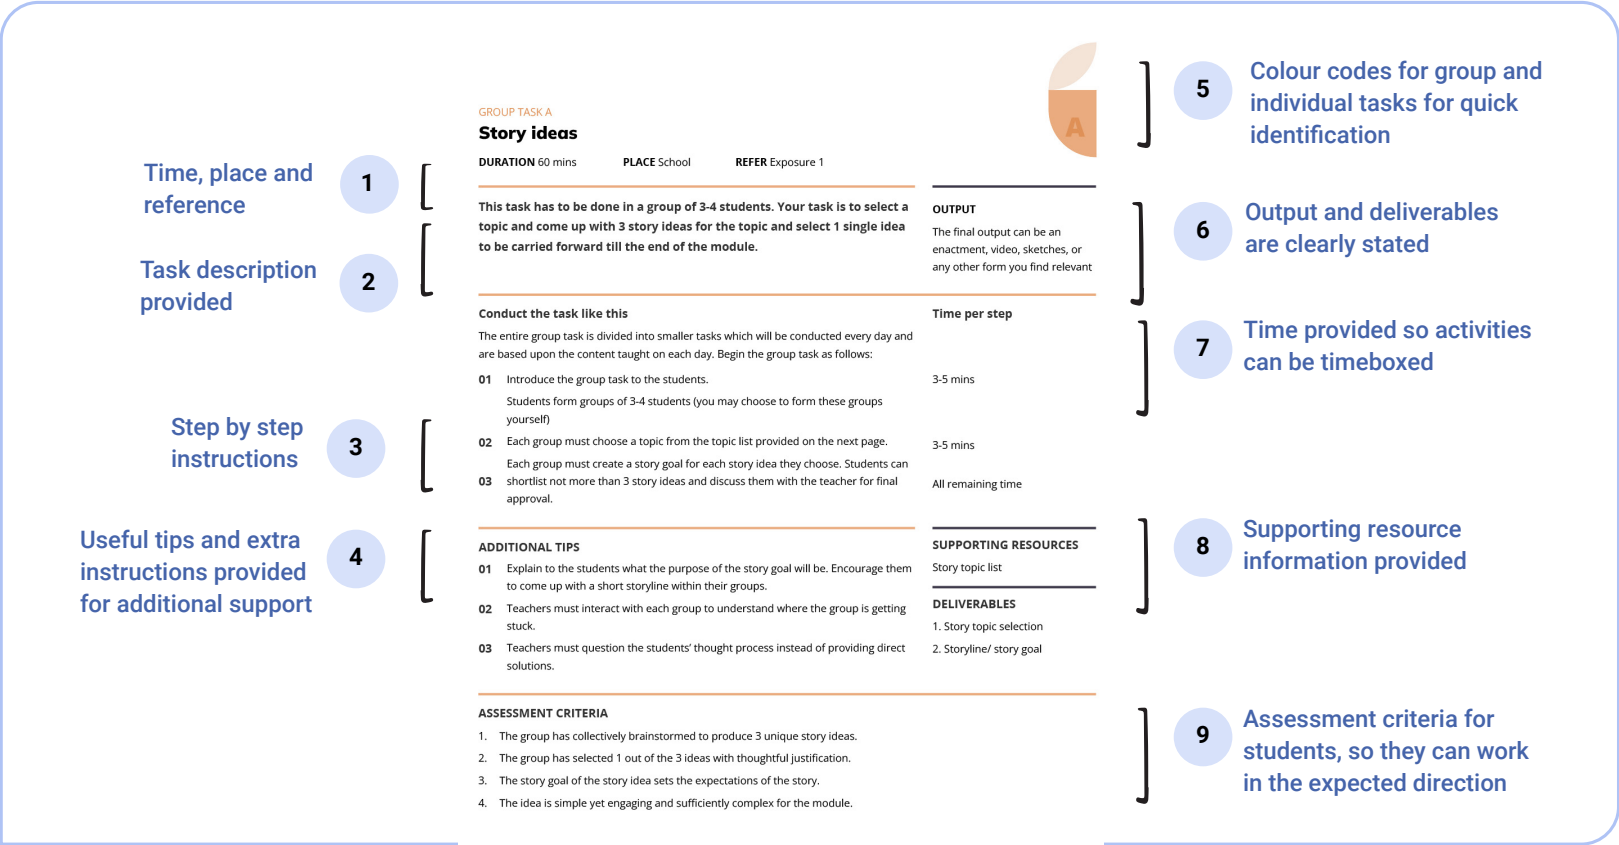 Time, place and
reference
1
Task description
provided
2
Step by step
instructions
3
Useful tips and extra
instructions provided
for additional support
4
GROUP TASK A
Story ideas
DURATION 60 mins PLACE School REFER Exposure 1
A
This task has to be done in a group of 3-4 students. Your task is to select a
topic and come up with 3 story ideas for the topic and select 1 single idea
to be carried forward till the end of the module.
OUTPUT
The final output can be an
enactment, video, sketches, or
any other form you find relevant
Conduct the task like this
Time per step
The entire group task is divided into smaller tasks which will be conducted every day and
are based upon the content taught on each day. Begin the group task as follows:
01 Introduce the group task to the students. 3-5 mins
Students form groups of 3-4 students (you may choose to form these groups
yourself)
02 Each group must choose a topic from the topic list provided on the next page. 3-5 mins
Each group must create a story goal for each story idea they choose. Students can
03 shortlist not more than 3 story ideas and discuss them with the teacher for final All remaining time
approval.
ADDITIONAL TIPS
01 Explain to the students what the purpose of the story goal will be. Encourage them
to come up with a short storyline within their groups.
02 Teachers must interact with each group to understand where the group is getting
stuck.
03 Teachers must question the students' thought process instead of providing direct
solutions.
SUPPORTING RESOURCES
Story topic list
DELIVERABLES
1. Story topic selection
2. Storyline/ story goal
ASSESSMENT CRITERIA
1. The group has collectively brainstormed to produce 3 unique story ideas.
2. The group has selected 1 out of the 3 ideas with thoughtful justification.
3. The story goal of the story idea sets the expectations of the story.
4. The idea is simple yet engaging and sufficiently complex for the module.
5
Colour codes for group and
individual tasks for quick
identification
6
Output and deliverables
are clearly stated
7
Time provided so activities
can be timeboxed
8
Supporting resource
information provided
9
Assessment criteria for
students, so they can work
in the expected direction